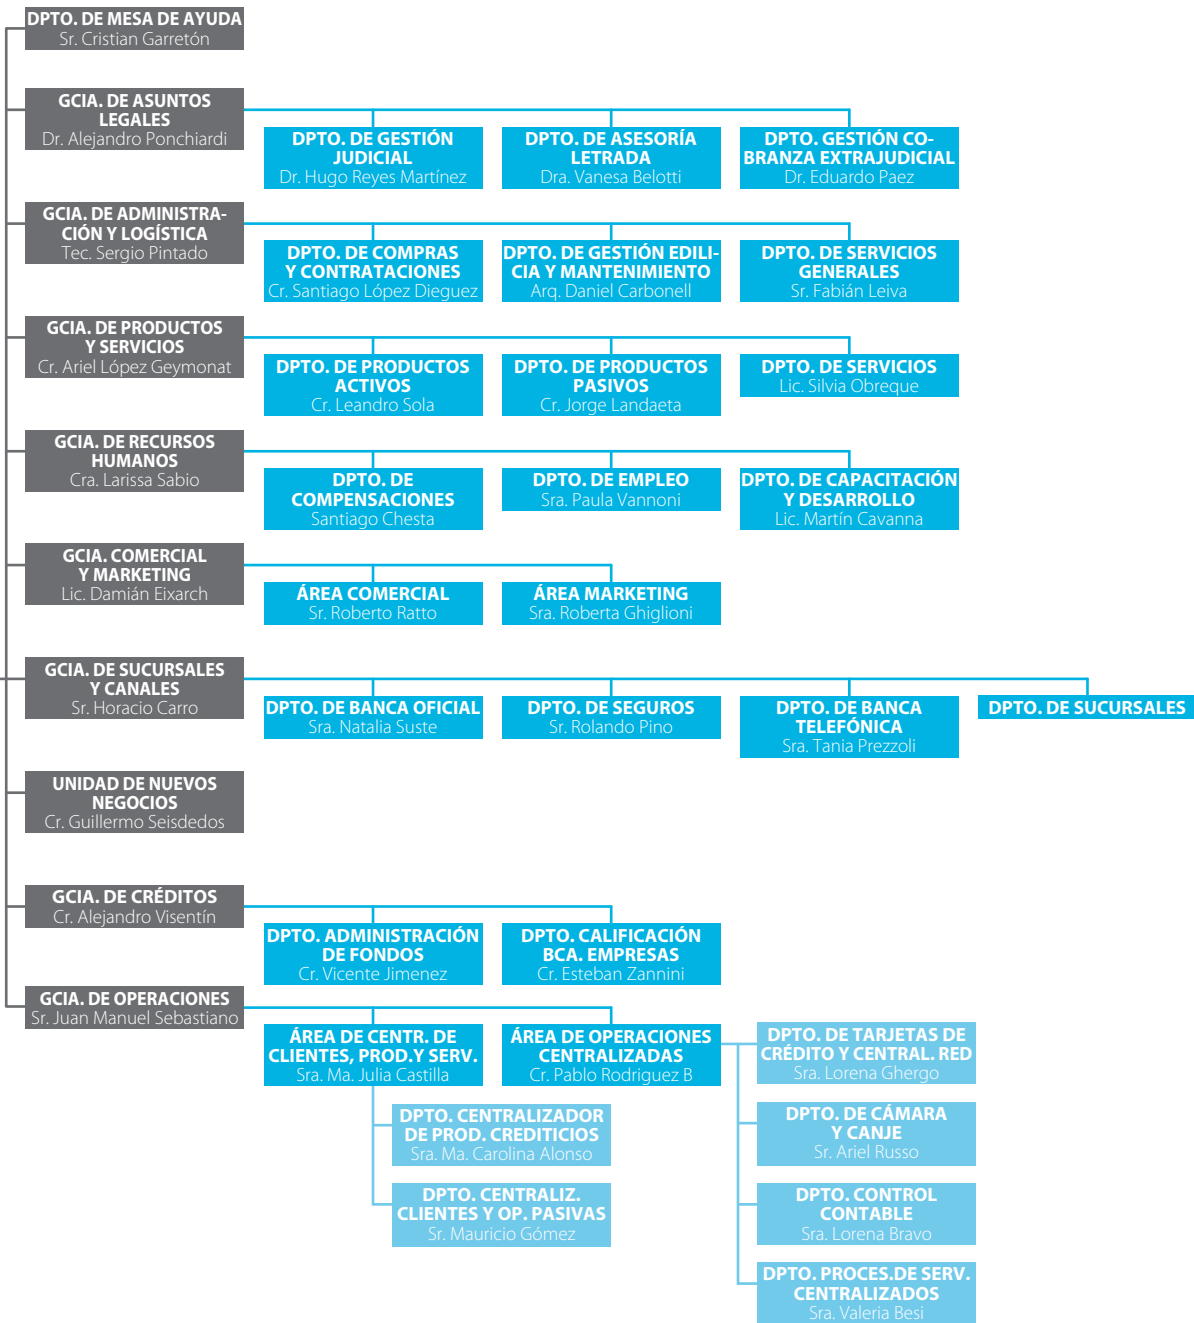 DPTO. DE MESA DE AYUDA
Sr. Cristian Garretón
GCIA. DE ASUNTOS
LEGALES
Dr. Alejandro Ponchiardi
DPTO. DE GESTIÓN
JUDICIAL
Dr. Hugo Reyes Martínez
DPTO. DE ASESORÍA
LETRADA
Dra. Vanesa Belotti
DPTO. GESTIÓN CO-
BRANZA EXTRAJUDICIAL
Dr. Eduardo Paez
GCIA. DE ADMINISTRA-
CIÓN Y LOGÍSTICA
Tec. Sergio Pintado
DPTO. DE COMPRAS
Y CONTRATACIONES
Cr. Santiago López Dieguez
DPTO. DE GESTIÓN EDILI-
CIA Y MANTENIMIENTO
Arq. Daniel Carbonell
DPTO. DE SERVICIOS
GENERALES
Sr. Fabián Leiva
GCIA. DE PRODUCTOS
Y SERVICIOS
Cr. Ariel López Geymonat
DPTO. DE PRODUCTOS
ACTIVOS
Cr. Leandro Sola
DPTO. DE PRODUCTOS
PASIVOS
Cr. Jorge Landaeta
DPTO. DE SERVICIOS
Lic. Silvia Obreque
GCIA. DE RECURSOS
HUMANOS
Cra. Larissa Sabio
DPTO. DE
COMPENSACIONES
Santiago Chesta
DPTO. DE EMPLEO
Sra. Paula Vannoni
DPTO. DE CAPACITACIÓN
Y DESARROLLO
Lic. Martín Cavanna
GCIA. COMERCIAL
Y MARKETING
Lic. Damián Eixarch
ÁREA COMERCIAL
Sr. Roberto Ratto
ÁREA MARKETING
Sra. Roberta Ghiglioni
GCIA. DE SUCURSALES
Y CANALES
Sr. Horacio Carro
DPTO. DE BANCA OFICIAL
Sra. Natalia Suste
DPTO. DE SEGUROS
Sr. Rolando Pino
DPTO. DE BANCA
TELEFÓNICA
Sra. Tania Prezzoli
DPTO. DE SUCURSALES
UNIDAD DE NUEVOS
NEGOCIOS
Cr. Guillermo Seisdedos
GCIA. DE CRÉDITOS
Cr. Alejandro Visentín
DPTO. ADMINISTRACIÓN
DE FONDOS
Cr. Vicente Jimenez
DPTO. CALIFICACIÓN
BCA. EMPRESAS
Cr. Esteban Zannini
GCIA. DE OPERACIONES
Sr. Juan Manuel Sebastiano
ÁREA DE CENTR. DE
CLIENTES, PROD.Y SERV.
Sra. Ma. Julia Castilla
ÁREA DE OPERACIONES
CENTRALIZADAS
Cr. Pablo Rodriguez B
DPTO. CENTRALIZADOR
DE PROD. CREDITICIOS
Sra. Ma. Carolina Alonso
DPTO. CENTRALIZ.
CLIENTES Y OP. PASIVAS
Sr. Mauricio Gómez
DPTO. DE TARJETAS DE
CRÉDITO Y CENTRAL. RED
Sra. Lorena Ghergo
DPTO. DE CÁMARA
Y CANJE
Sr. Ariel Russo
DPTO. CONTROL
CONTABLE
Sra. Lorena Bravo
DPTO. PROCES.DE SERV.
CENTRALIZADOS
Sra. Valeria Besi